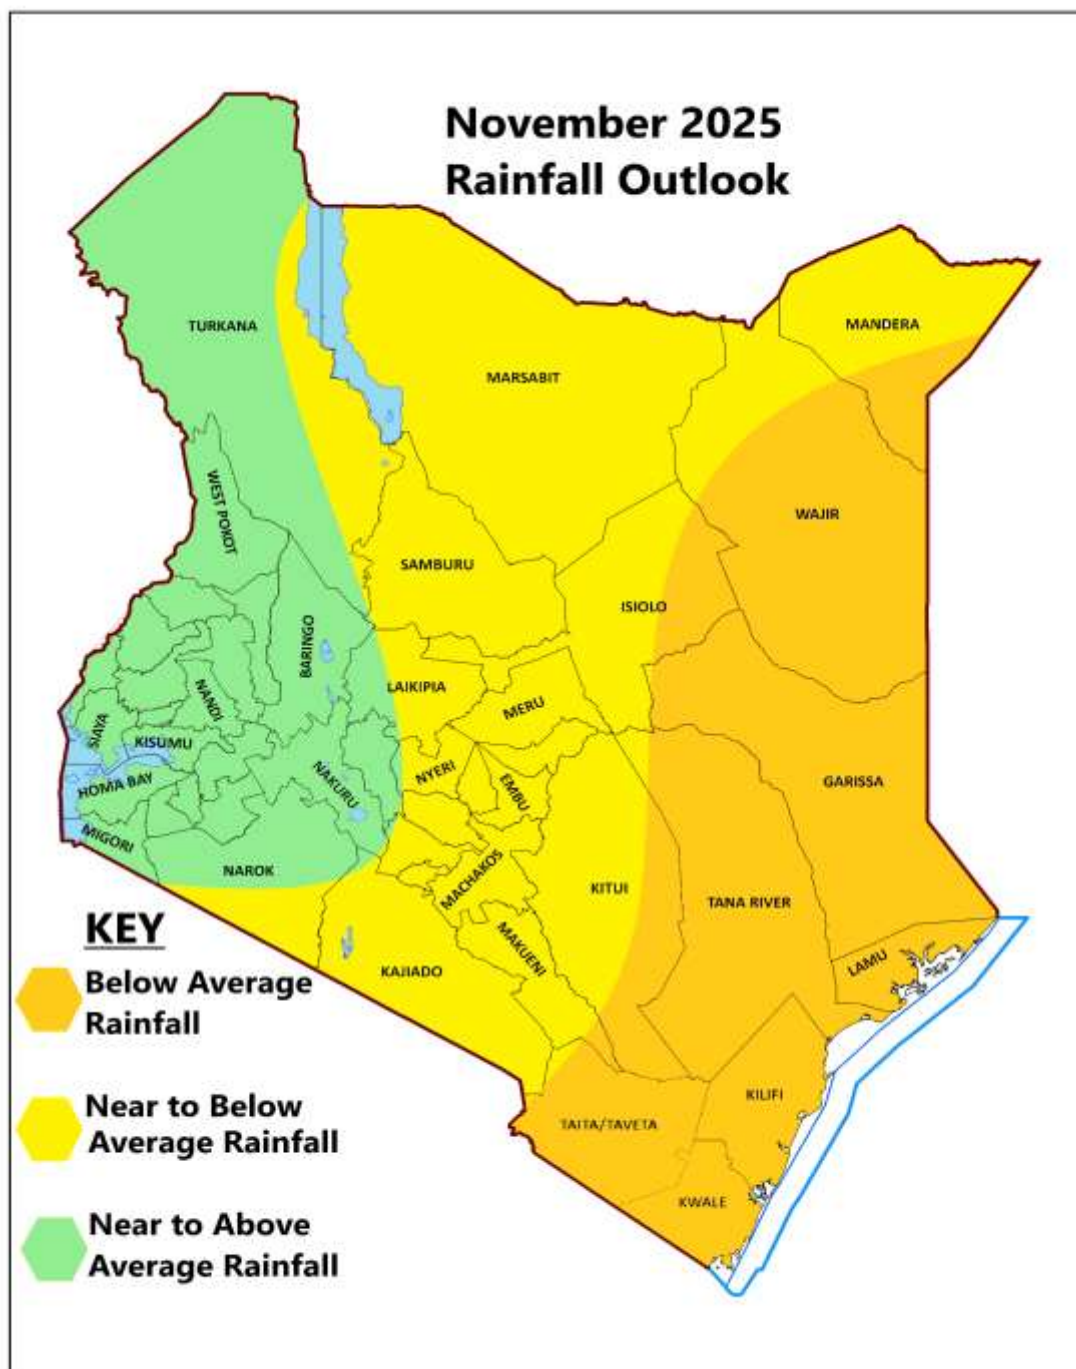 November 2025
Rainfall Outlook
TURKANA
MANDERA
MARSABIT
WEST POKOT
WAJIR
SAMBURU
ISIOLO
BARINGO
LAIKIPIA
NANDI
MERU
SIAYA
KISUMU
NYERI
HOMA BAY
NAKURU
EMBU
GARISSA
MIGORI
NAROK
MACHAKOS
KITUI
TANA RIVER
MAKUENI
LAMU
KAJIADO
KILIFI
TAITA/TAVETA
KWALE
KEY
Below Average
Rainfall
Near to Below
Average Rainfall
Near to Above
Average Rainfall